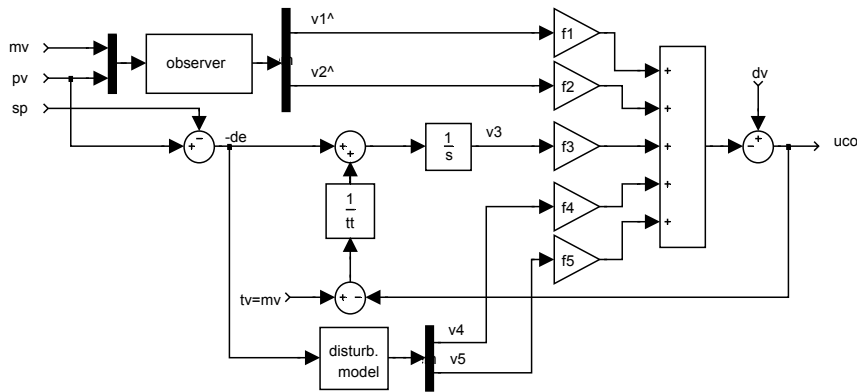 v1^
f1
mv
observer
pv
v2^
f2
dv
sp
+
+
-de
+
1
s
v3
f3
+
-
+
uco
+
-
+
+
+
1
tt
f4
+
f5
+
tv=mv
+
-
v4
disturb.
model
v5